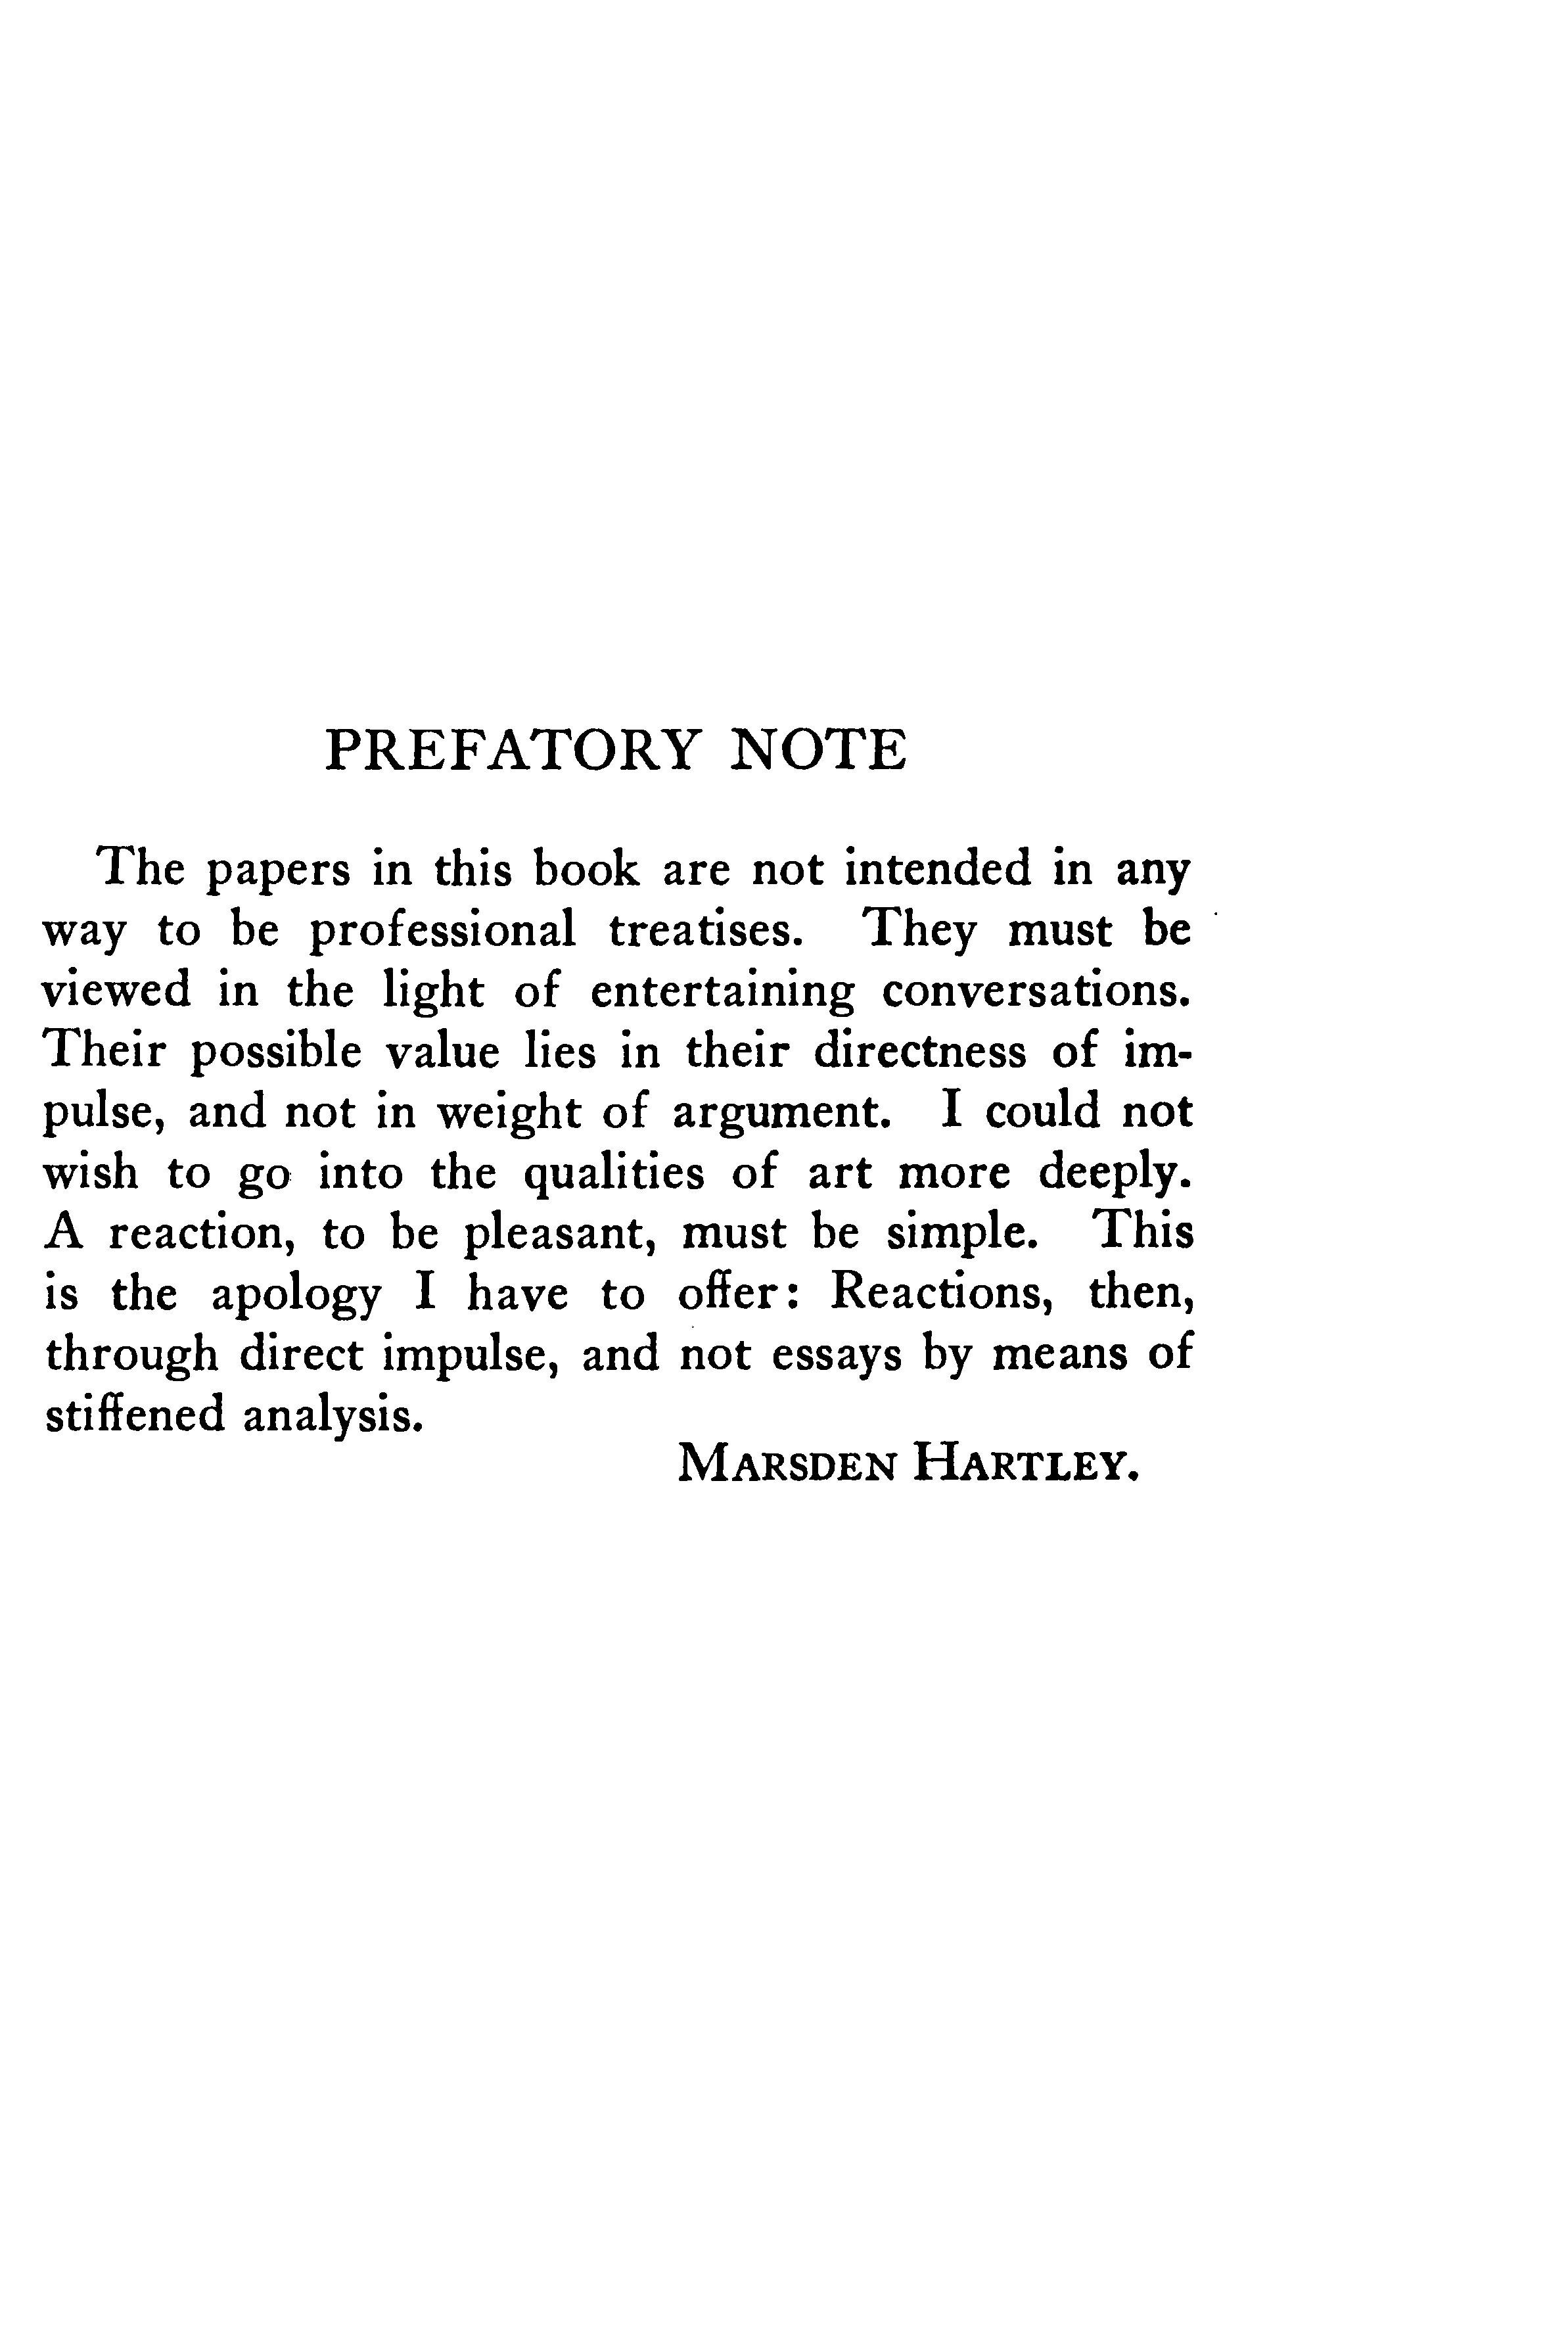 PREFATORY NOTE
The papers in this book are not intended in any
way to be professional treatises. They must be
viewed in the light of entertaining conversations.
Their possible value lies in their directness of im-
pulse, and not in weight of argument. I could not
wish to go into the qualities of art more deeply.
A reaction, to be pleasant, must be simple. This
is the apology I have to offer: Reactions, then,
through direct impulse, and not essays by means of
stiffened analysis.
MARSDEN HARTLEY.